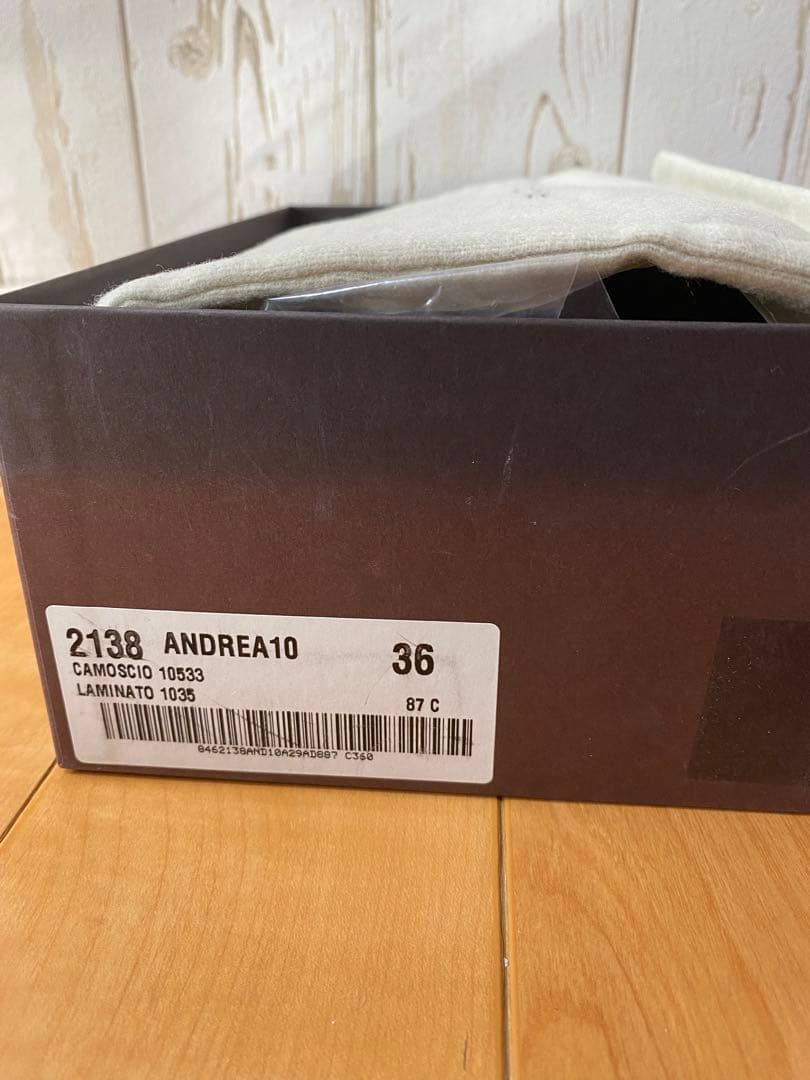 2138 ANDREA10 36
CAMOSCIO 10533
LAMINATO 1035
87 C
8462138AND10A29AD887 C360